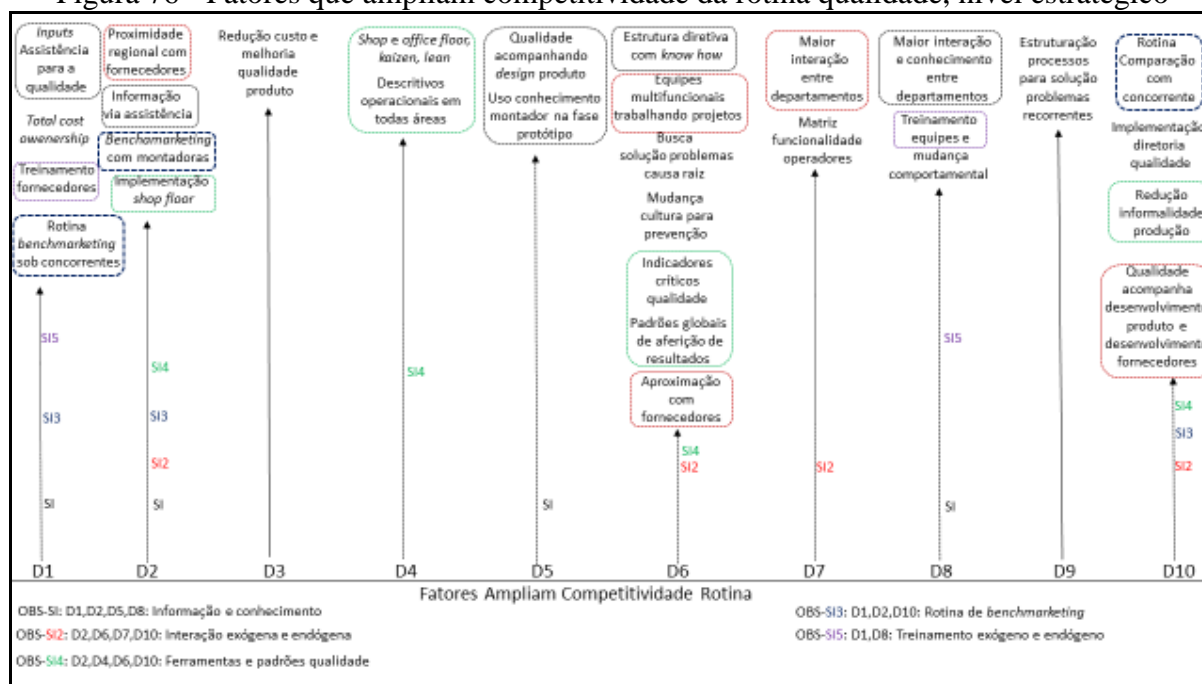 Figura 76 - Fatores que ampliam competitividade da rotina qualidade, nível estratégico
Inputs
Assistência
para a
qualidade
Total cost
owenership
Treinamento
fornecedores
Rotina
benchmarketing
sob concorrentes
SI5
SI3
SI
D1
Proximidade
regional com
fornecedores
Informação
via assistência
Benchamarketing
com montadoras
Implementação
shop floor
SI4
SI3
SI2
SI
D2
Redução custo e
melhoria
qualidade
produto
D3
Shop e office floor,
kaizen, lean
Descritivos
operacionais em
todas áreas
SI4
D4
Qualidade
acompanhando
design produto
Uso conhecimento
montador na fase
protótipo
SI
D5
Estrutura diretiva
com know how
Equipes
multifuncionais
trabalhando projetos
Busca
solução problemas
causa raiz
Mudança
cultura para
prevenção
Indicadores
críticos
qualidade
Padrões globais
de aferição de
resultados
Aproximação
com
fornecedores
SI4
SI2
D6
Maior
interação
entre
departamentos
Matriz
funcionalidade
operadores
SI2
D7
Maior interação
e conhecimento
entre
departamentos
Treinamento
equipes e
mudança
comportamental
SI5
SI
D8
Estruturação
processos
para solução
problemas
recorrentes
D9
Rotina
Comparação
com
concorrente
Implementação
diretoria
qualidade
Redução
informalidade
produção
Qualidade
acompanha
desenvolvimento
produto e
desenvolvimento
fornecedores
SI4
SI3
SI2
D10
Fatores Ampliam Competitividade Rotina
OBS-SI: D1,D2,D5,D8: Informação e conhecimento
OBS-SI2: D2,D6,D7,D10: Interação exógena e endógena
OBS-SI4: D2,D4,D6,D10: Ferramentas e padrões qualidade
OBS-SI3: D1,D2,D10: Rotina de benchmarketing
OBS-SI5: D1,D8: Treinamento exógeno e endógeno